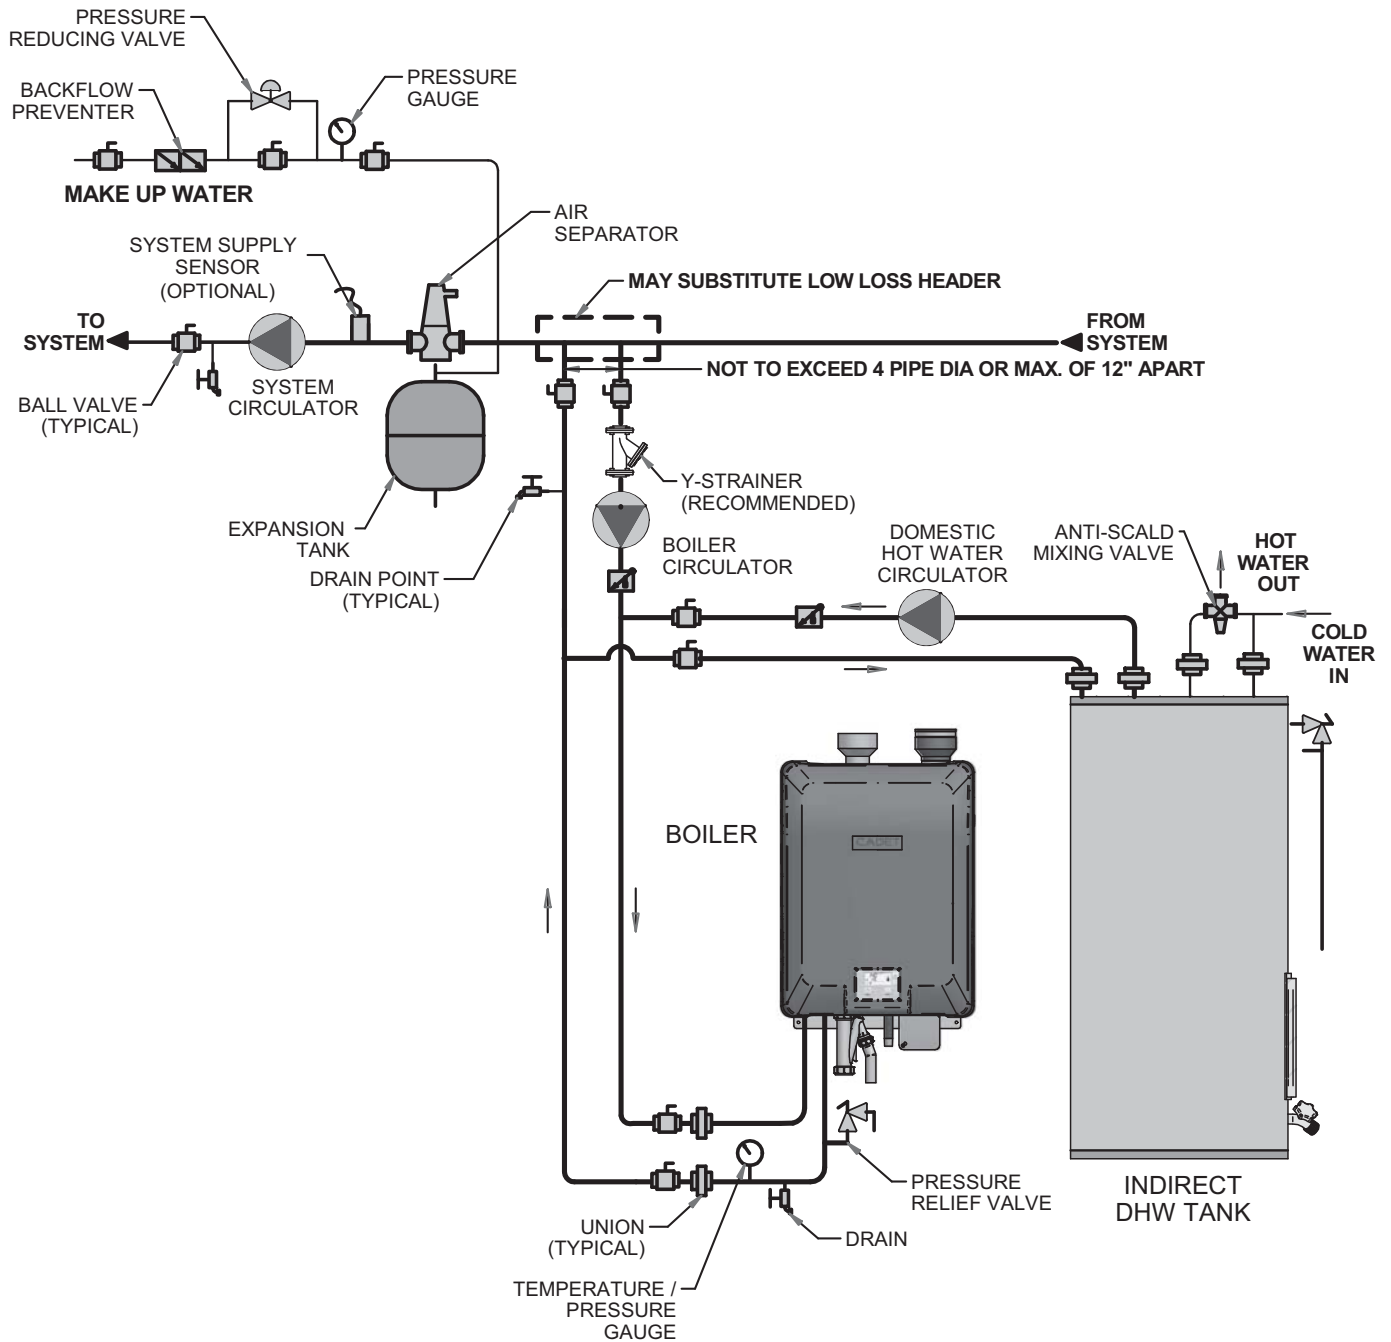 PRESSURE
REDUCING VALVE
BACKFLOW
PREVENTER
PRESSURE
GAUGE
MAKE UP WATER
AIR
SEPARATOR
SYSTEM SUPPLY
SENSOR
(OPTIONAL)
MAY SUBSTITUTE LOW LOSS HEADER
TO
SYSTEM
FROM
SYSTEM
NOT TO EXCEED 4 PIPE DIA OR MAX. OF 12" APART
SYSTEM
CIRCULATOR
BALL VALVE
(TYPICAL)
Y-STRAINER
(RECOMMENDED)
EXPANSION
TANK
DRAIN POINT
(TYPICAL)
BOILER
CIRCULATOR
DOMESTIC
HOT WATER
CIRCULATOR
ANTI-SCALD
MIXING VALVE
HOT
WATER
OUT
COLD
WATER
IN
BOILER
CADET
PRESSURE
RELIEF VALVE
INDIRECT
DHW TANK
UNION
(TYPICAL)
DRAIN
TEMPERATURE /
PRESSURE
GAUGE